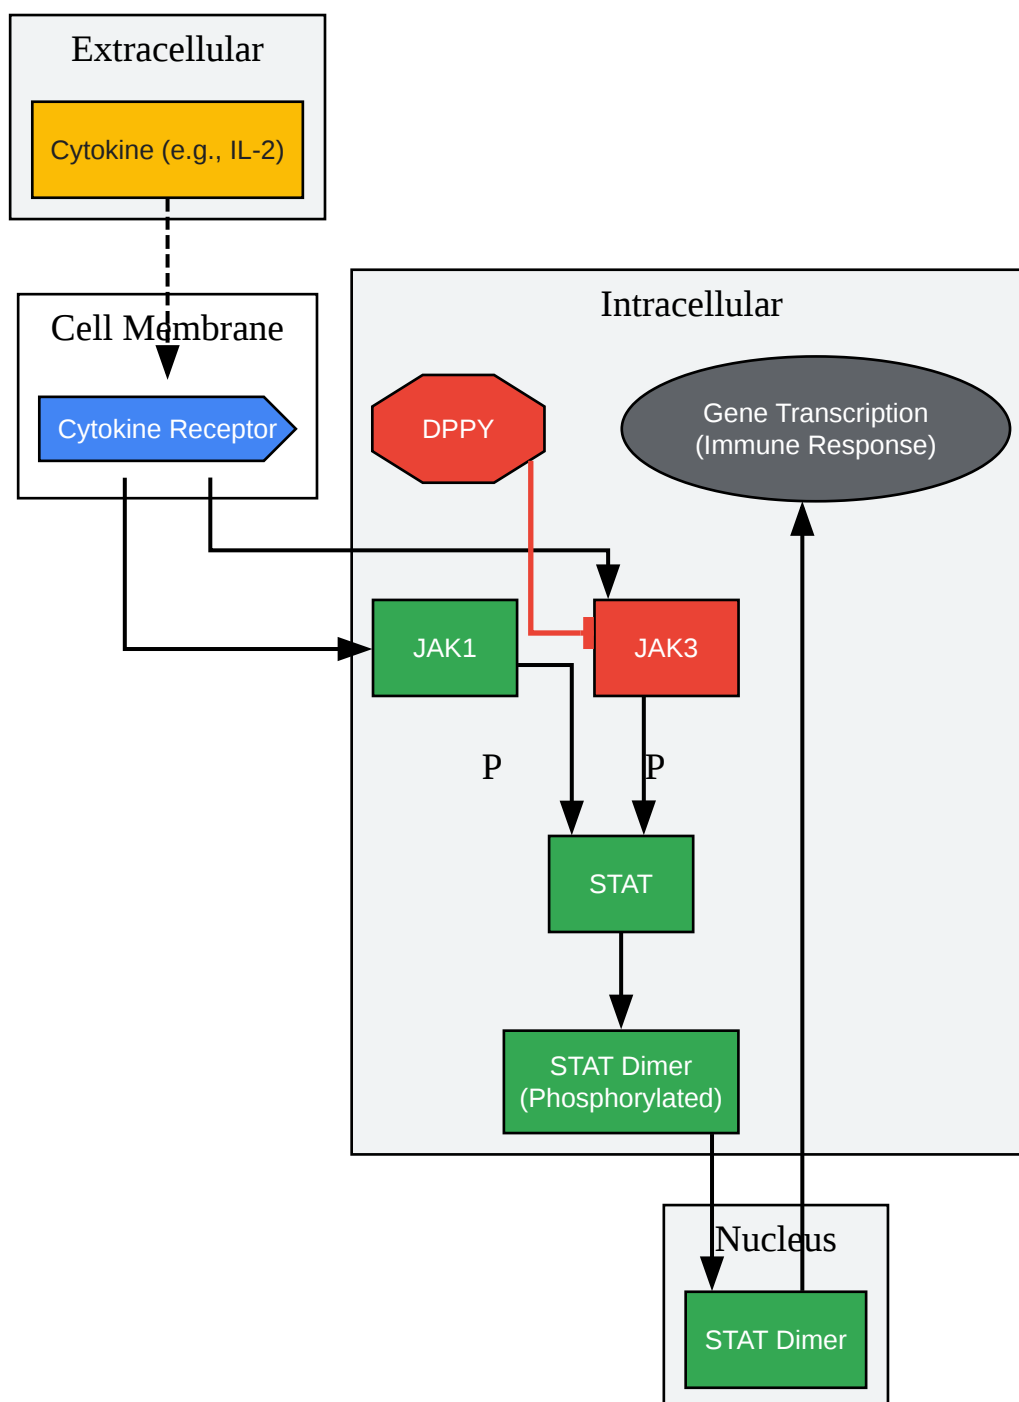 Extracellular
Cytokine (e.g., IL-2)
Cell Membrane
Cytokine Receptor
Intracellular
DPPY
Gene Transcription
(Immune Response)
JAK1
JAK3
P
P
STAT
STAT Dimer
(Phosphorylated)
Nucleus
STAT Dimer